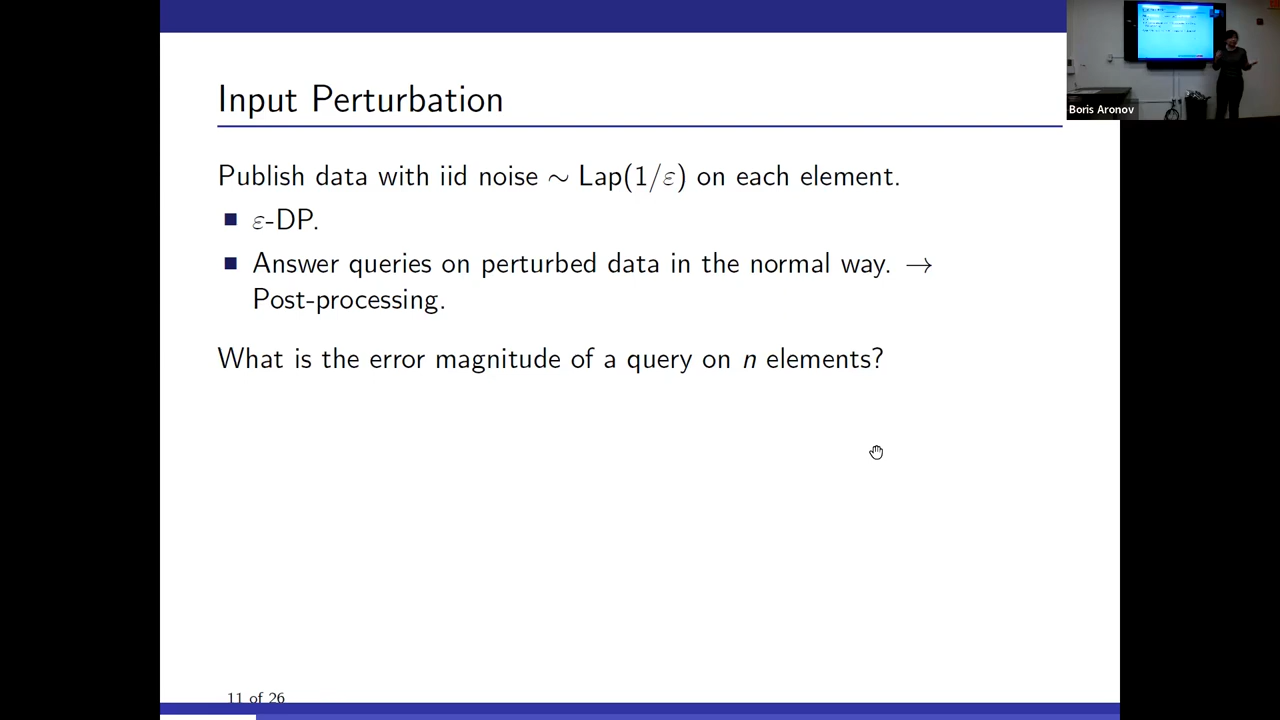 Input Perturbation
Publish data with iid noise ∼ Lap(1/ε) on each element.
ε-DP.
Answer queries on perturbed data in the normal way. →
Post-processing.
What is the error magnitude of a query on n elements?
11 of 26
Boris Aronov